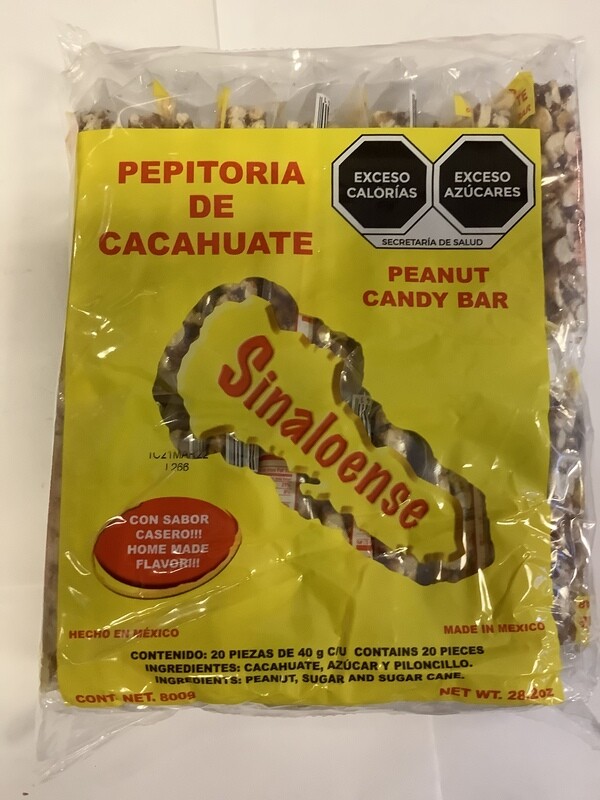 PEPITORIA
DE
CACAHUATE
EXCESO
CALORÍAS
EXCESO
AZÚCARES
SECRETARÍA DE SALUD
PEANUT
CANDY BAR
Sinaloense
L266
CON SABOR
CASERO!!!
HOME MADE
FLAVOR!!!
HECHO EN MÉXICO
MADE IN MEXICO
CONTENIDO: 20 PIEZAS DE 40 g C/U CONTAINS 20 PIECES
INGREDIENTES: CACAHUATE, AZÚCAR Y PILONCILLO.
INGREDIENTS: PEANUT, SUGAR AND SUGAR CANE.
CONT. NET. 800g
NET WT. 28.2oz